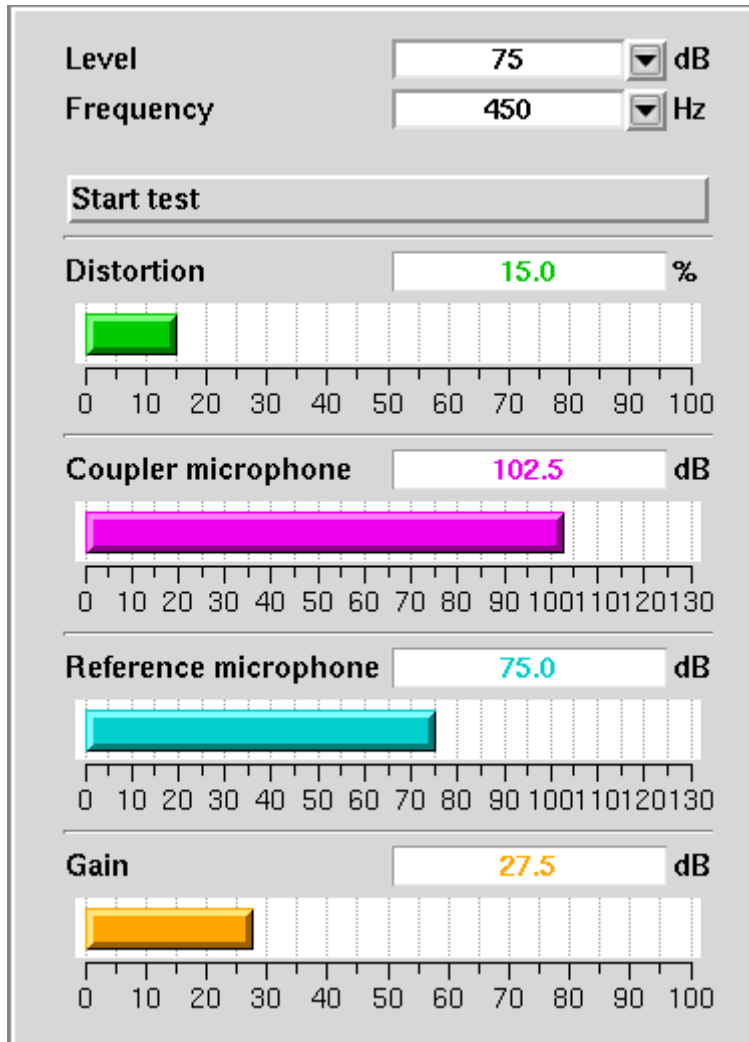 Level 75 dB
Frequency 450 Hz
Start test
Distortion 15.0 %
0 10 20 30 40 50 60 70 80 90 100
Coupler microphone 102.5 dB
0 10 20 30 40 50 60 70 80 90 100 110 120 130
Reference microphone 75.0 dB
0 10 20 30 40 50 60 70 80 90 100 110 120 130
Gain 27.5 dB
0 10 20 30 40 50 60 70 80 90 100